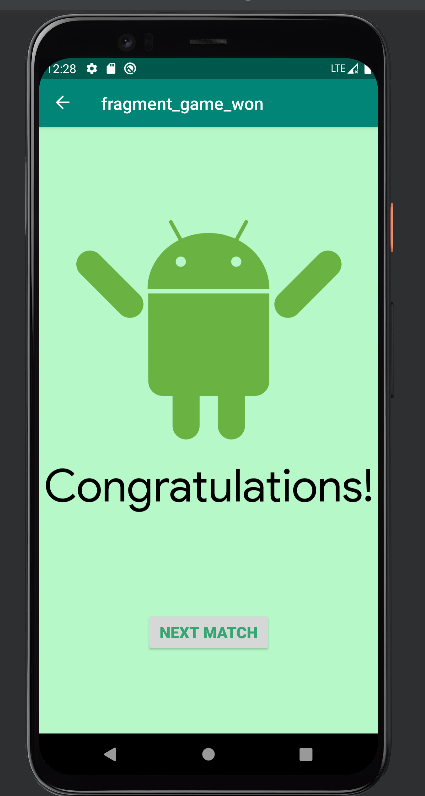 12:28 LTE
fragment_game_won
Congratulations!
NEXT MATCH